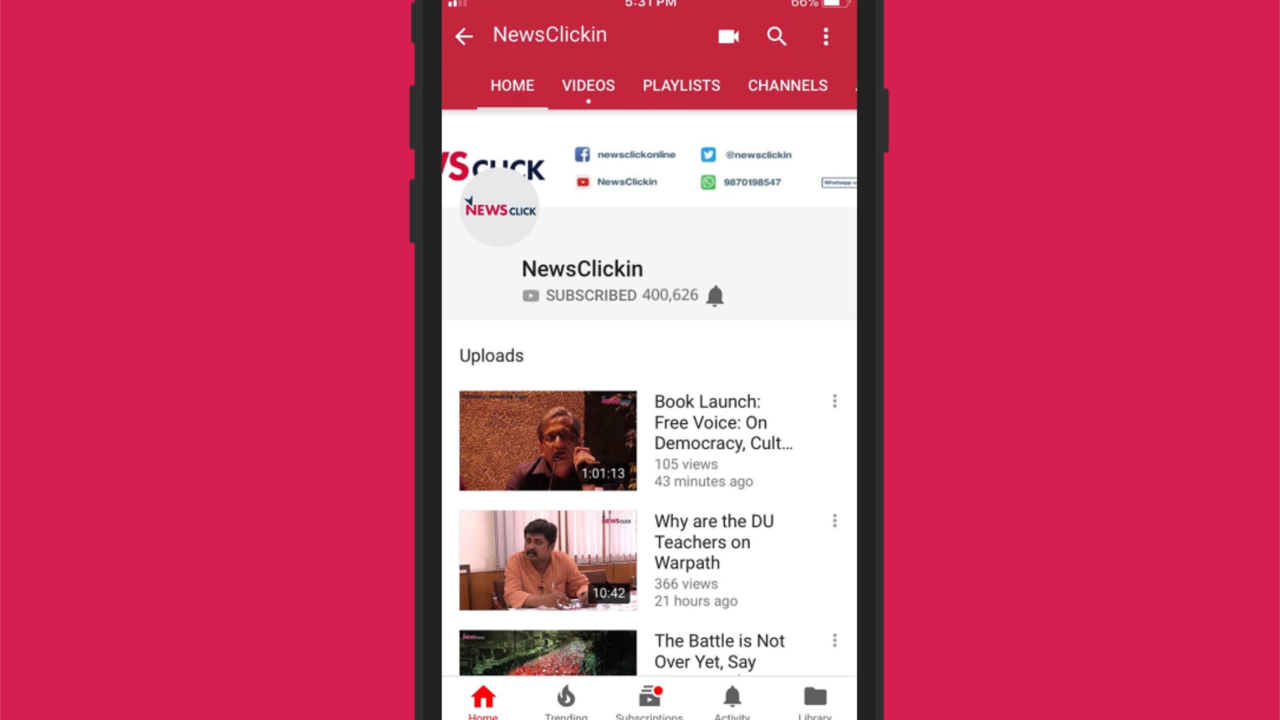 5:31 PM
66%
NewsClickin
HOME VIDEOS PLAYLISTS CHANNELS
CLICK
newsclickonline
@newsclickin
NewsClickin
9870198547
NEWS CLICK
NewsClickin
SUBSCRIBED 400,626
Uploads
1:01:13
Book Launch:
Free Voice: On
Democracy, Cult...
105 views
43 minutes ago
NEWSCLICK
10:42
Why are the DU
Teachers on
Warpath
366 views
21 hours ago
The Battle is Not
Over Yet, Say
Home Trending Subscriptions Activity Library